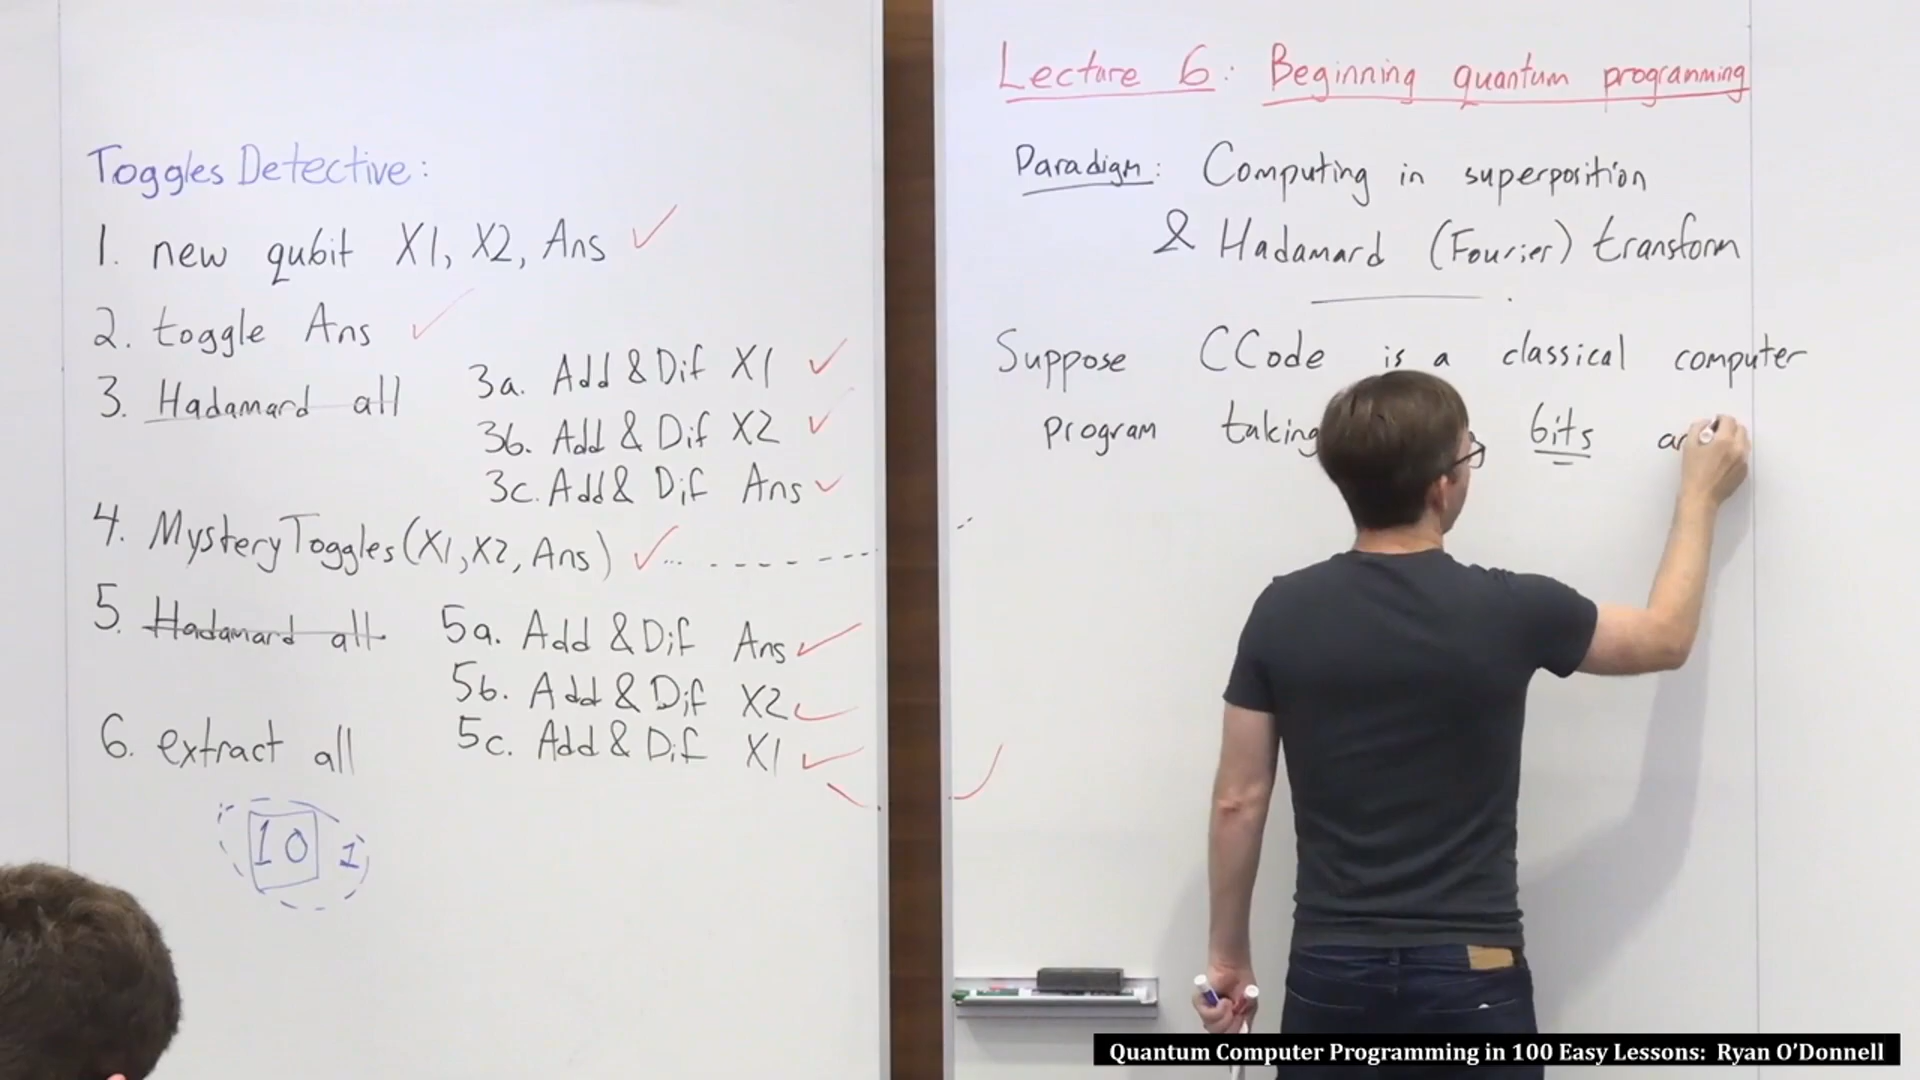 Toggles Detective:
1. new qubit X1, X2, Ans
2. toggle Ans
3. Hadamard all
3a. Add & Dif X1
3b. Add & Dif X2
3c. Add & Dif Ans
4. MysteryToggles(X1, X2, Ans)
5. Hadamard all
5a. Add & Dif Ans
5b. Add & Dif X2
5c. Add & Dif X1
6. extract all
10 1
Lecture 6: Beginning quantum programming
Paradigm: Computing in superposition
& Hadamard (Fourier) transform
Suppose CCode is a classical computer
program taking bits
Quantum Computer Programming in 100 Easy Lessons: Ryan O'Donnell